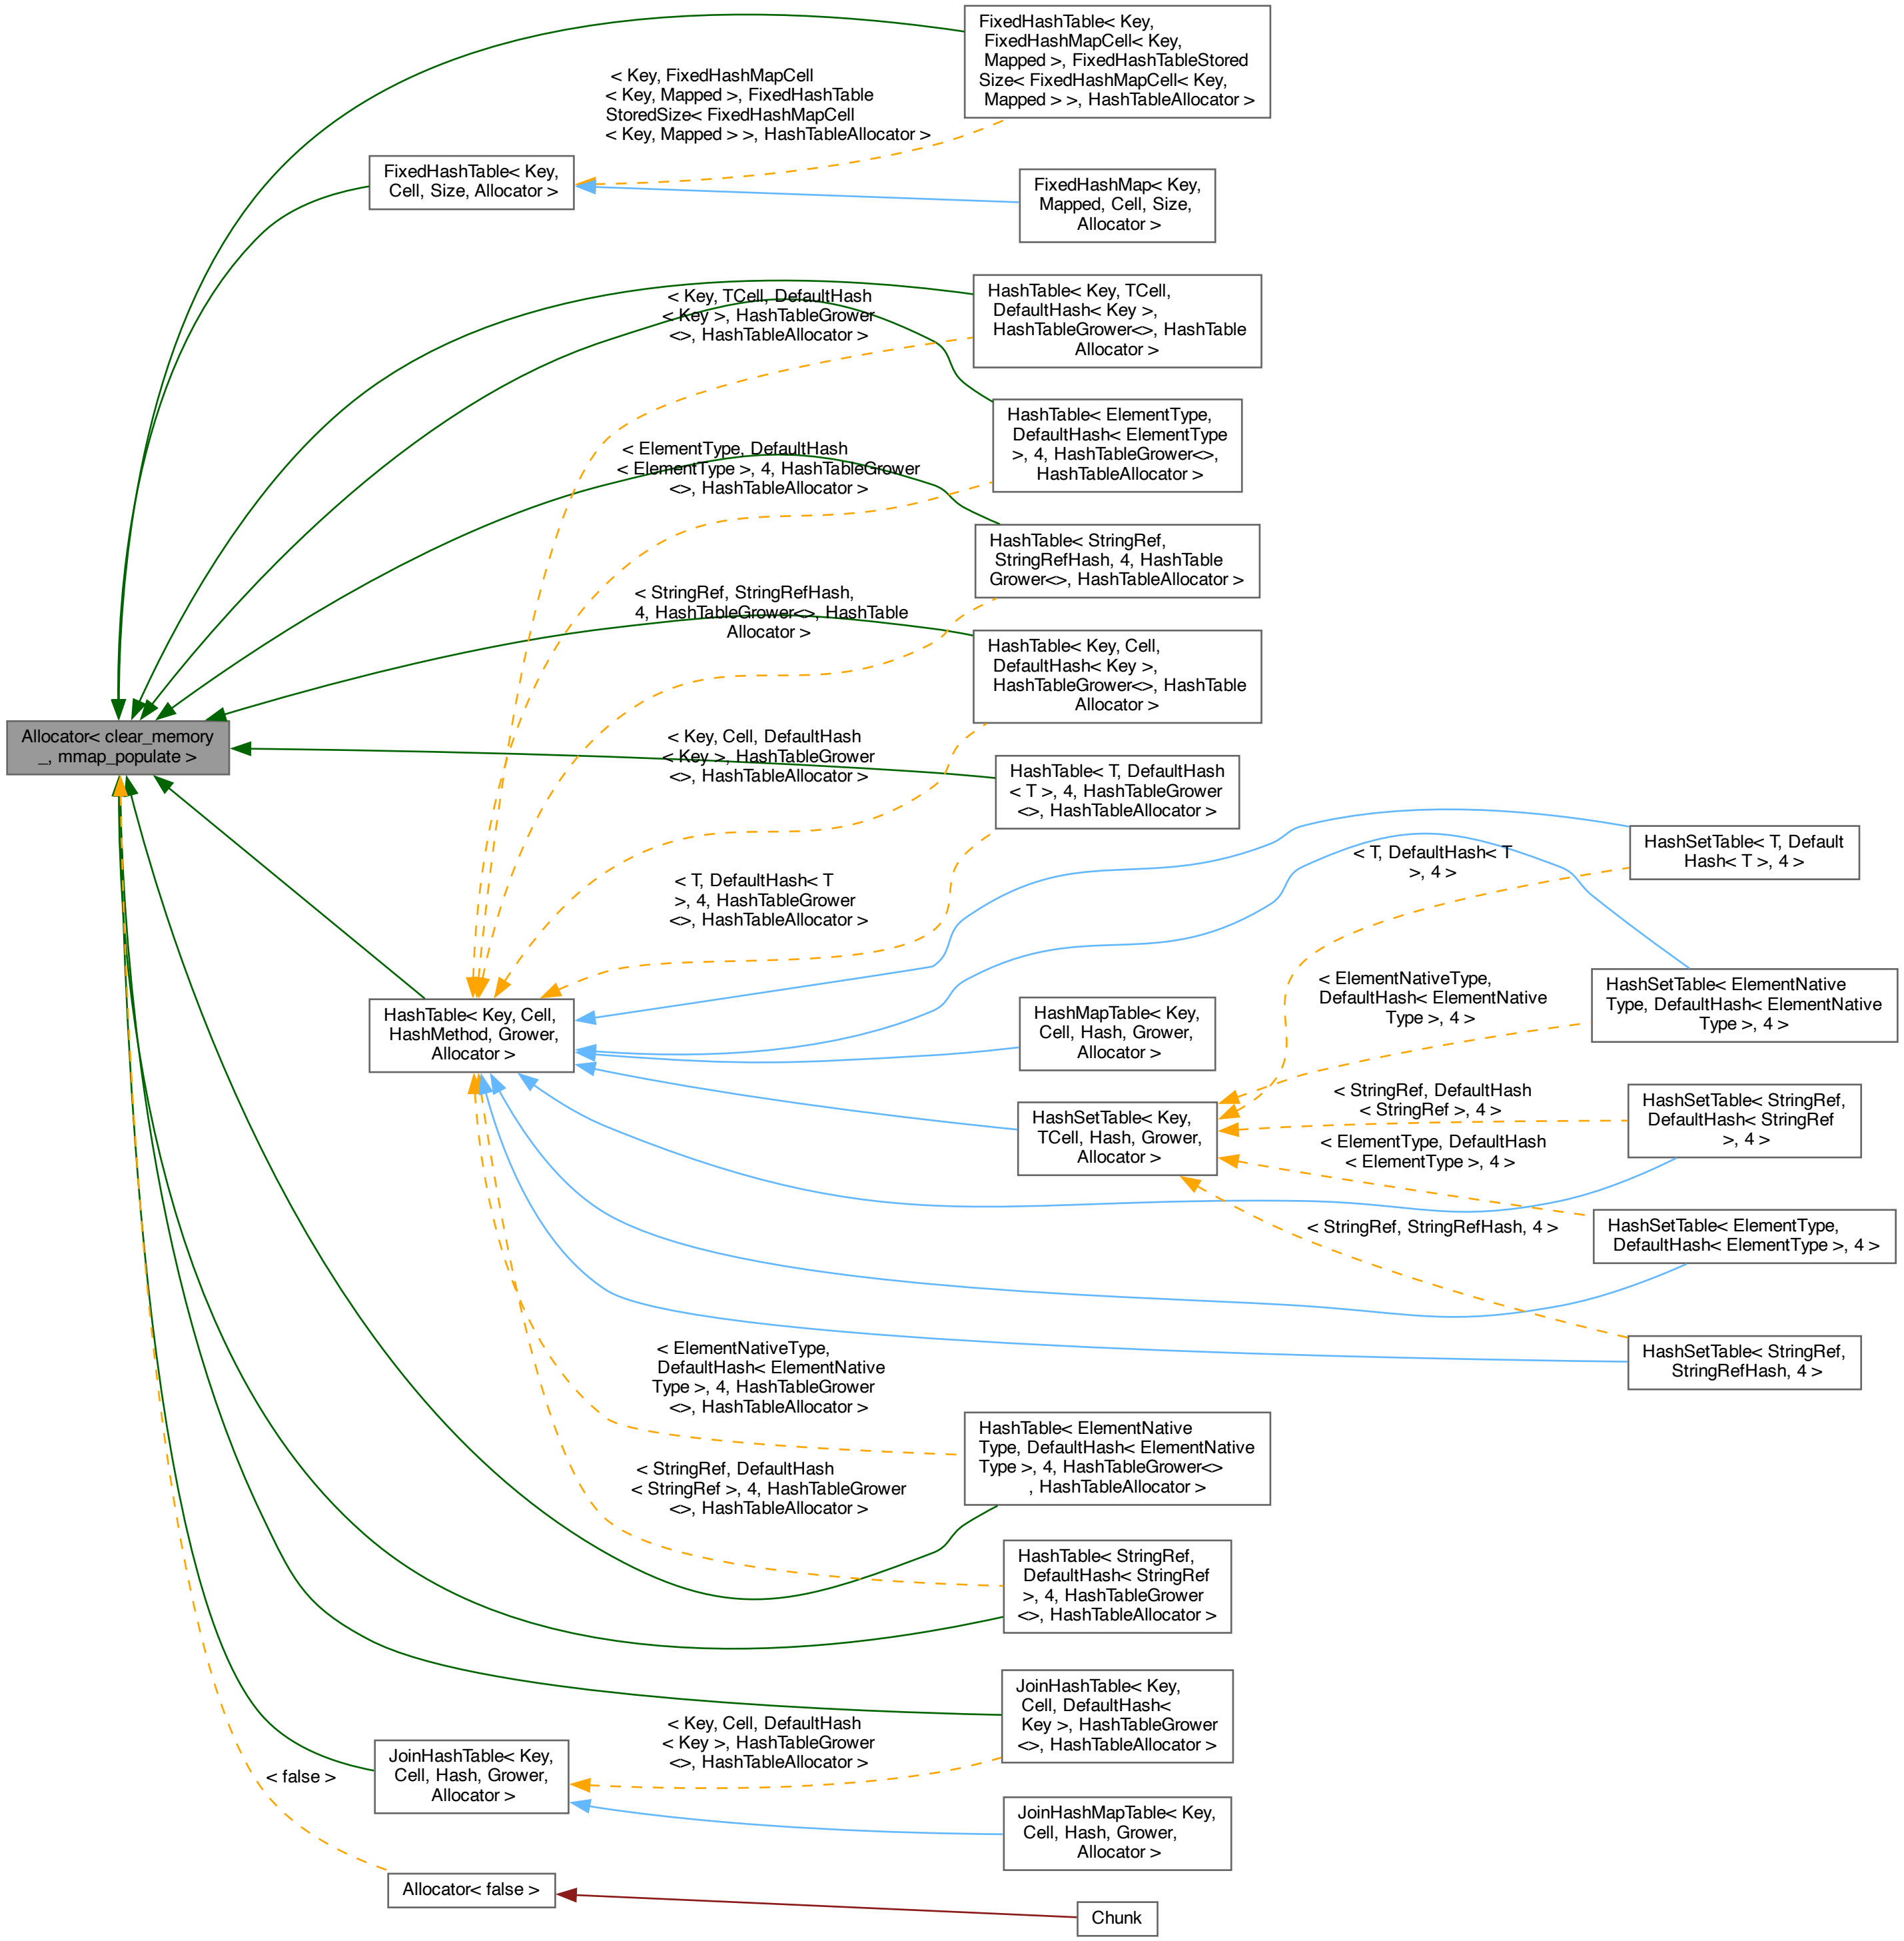 FixedHashTable< Key,
FixedHashMapCell< Key,
Mapped >, FixedHashTableStored
Size< FixedHashMapCell< Key,
Mapped > >, HashTableAllocator >
< Key, FixedHashMapCell
< Key, Mapped >, FixedHashTable
StoredSize< FixedHashMapCell
< Key, Mapped > >, HashTableAllocator >
FixedHashTable< Key,
Cell, Size, Allocator >
FixedHashMap< Key,
Mapped, Cell, Size,
Allocator >
HashTable< Key, TCell,
DefaultHash< Key >,
HashTableGrower<>, HashTable
Allocator >
< Key, TCell, DefaultHash
< Key >, HashTableGrower
<>, HashTableAllocator >
HashTable< ElementType,
DefaultHash< ElementType
>, 4, HashTableGrower<>,
HashTableAllocator >
< ElementType, DefaultHash
< ElementType >, 4, HashTableGrower
<>, HashTableAllocator >
HashTable< StringRef,
StringRefHash, 4, HashTable
Grower<>, HashTableAllocator >
< StringRef, StringRefHash,
4, HashTableGrower<>, HashTable
Allocator >
HashTable< Key, Cell,
DefaultHash< Key >,
HashTableGrower<>, HashTable
Allocator >
Allocator< clear_memory
_, mmap_populate >
< Key, Cell, DefaultHash
< Key >, HashTableGrower
<>, HashTableAllocator >
HashTable< T, DefaultHash
< T >, 4, HashTableGrower
<>, HashTableAllocator >
< T, DefaultHash< T
>, 4, HashTableGrower
<>, HashTableAllocator >
< T, DefaultHash< T
>, 4 >
HashSetTable< T, Default
Hash< T >, 4 >
HashTable< Key, Cell,
HashMethod, Grower,
Allocator >
HashMapTable< Key,
Cell, Hash, Grower,
Allocator >
< ElementNativeType,
DefaultHash< ElementNative
Type >, 4 >
HashSetTable< ElementNative
Type, DefaultHash< ElementNative
Type >, 4 >
HashSetTable< Key,
TCell, Hash, Grower,
Allocator >
< StringRef, DefaultHash
< StringRef >, 4 >
HashSetTable< StringRef,
DefaultHash< StringRef
>, 4 >
< ElementType, DefaultHash
< ElementType >, 4 >
HashSetTable< ElementType,
DefaultHash< ElementType >, 4 >
< StringRef, StringRefHash, 4 >
HashSetTable< StringRef,
StringRefHash, 4 >
< ElementNativeType,
DefaultHash< ElementNative
Type >, 4, HashTableGrower
<>, HashTableAllocator >
HashTable< ElementNative
Type, DefaultHash< ElementNative
Type >, 4, HashTableGrower<>
, HashTableAllocator >
< StringRef, DefaultHash
< StringRef >, 4, HashTableGrower
<>, HashTableAllocator >
HashTable< StringRef,
DefaultHash< StringRef
>, 4, HashTableGrower
<>, HashTableAllocator >
JoinHashTable< Key,
Cell, DefaultHash<
Key >, HashTableGrower
<>, HashTableAllocator >
< Key, Cell, DefaultHash
< Key >, HashTableGrower
<>, HashTableAllocator >
JoinHashTable< Key,
Cell, Hash, Grower,
Allocator >
< false >
JoinHashMapTable< Key,
Cell, Hash, Grower,
Allocator >
Allocator< false >
Chunk